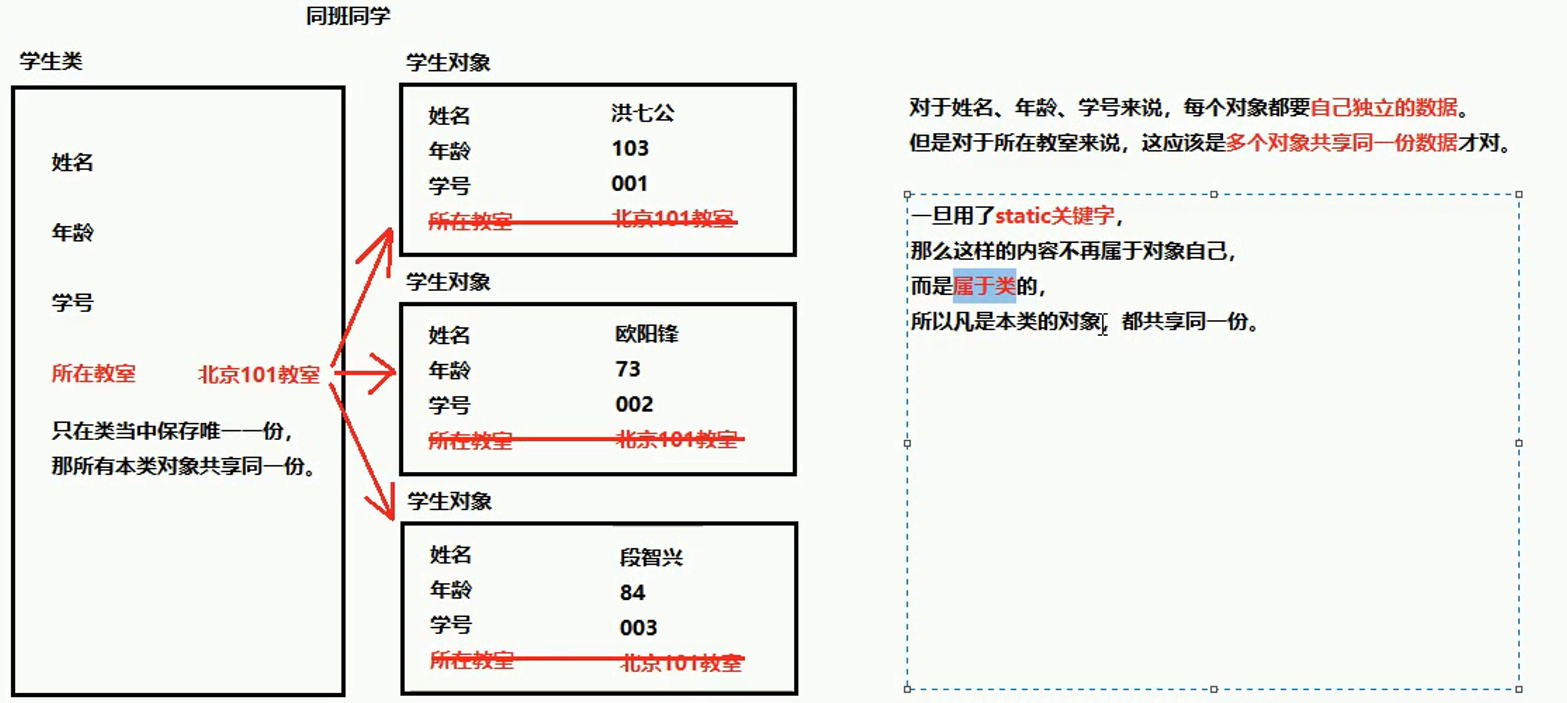 同班同学
学生类
姓名
年龄
学号
所在教室 北京101教室
只在类当中保存唯一一份，
那所有本类对象共享同一份。
学生对象
姓名 洪七公
年龄 103
学号 001
所在教室 北京101教室
学生对象
姓名 欧阳锋
年龄 73
学号 002
所在教室 北京101教室
学生对象
姓名 段智兴
年龄 84
学号 003
所在教室 北京101教室
对于姓名、年龄、学号来说，每个对象都要自己独立的数据。
但是对于所在教室来说，这应该是多个对象共享同一份数据才对。
一旦用了static关键字，
那么这样的内容不再属于对象自己，
而是属于类的，
所以凡是本类的对象，都共享同一份。